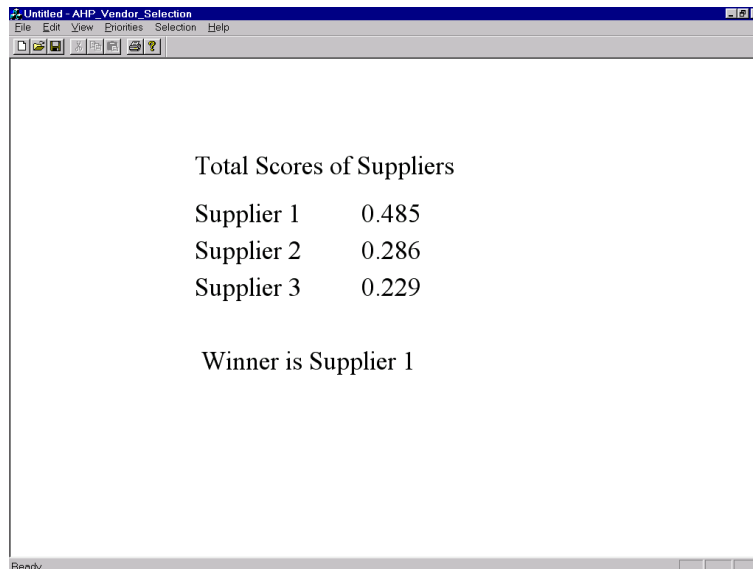 Untitled - AHP_Vendor_Selection
File Edit View Priorities Selection Help
Total Scores of Suppliers
Supplier 1 0.485
Supplier 2 0.286
Supplier 3 0.229
Winner is Supplier 1
Ready